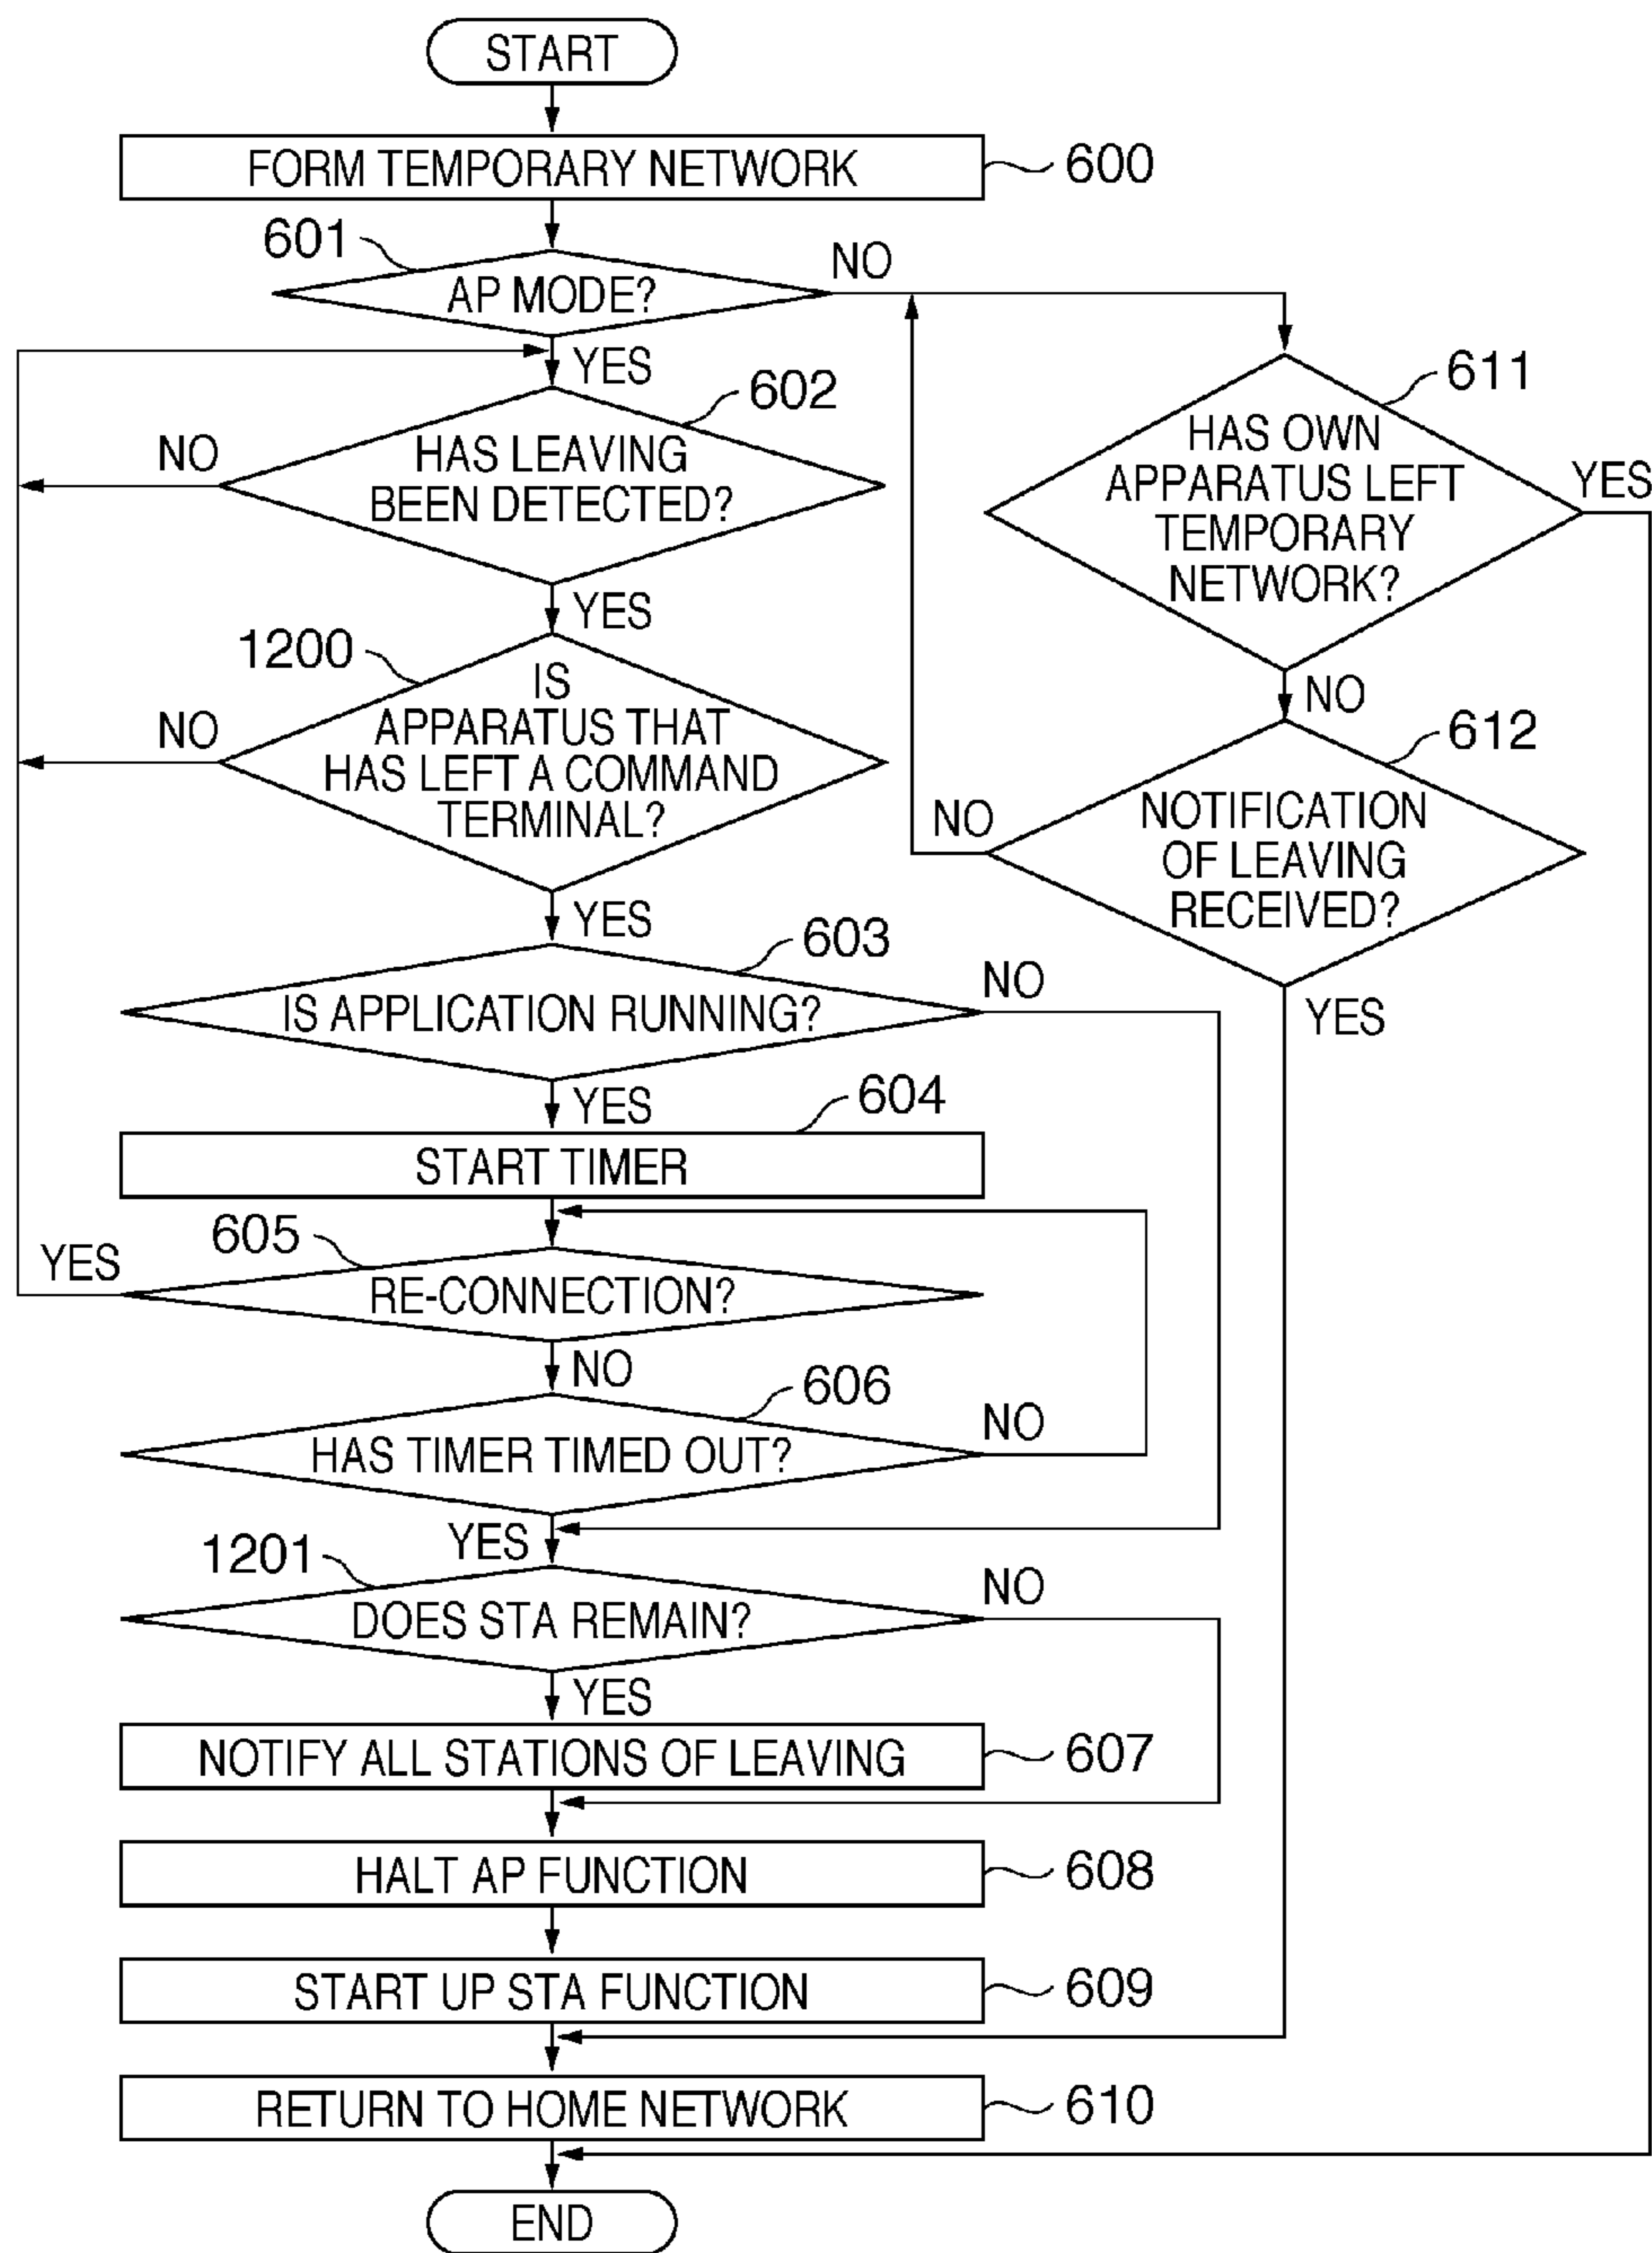 START
FORM TEMPORARY NETWORK
600
601
AP MODE?
NO
YES
602
HAS LEAVING
BEEN DETECTED?
NO
YES
611
HAS OWN
APPARATUS LEFT
TEMPORARY
NETWORK?
YES
NO
1200
IS
APPARATUS THAT
HAS LEFT A COMMAND
TERMINAL?
NO
YES
612
NOTIFICATION
OF LEAVING
RECEIVED?
NO
YES
603
IS APPLICATION RUNNING?
NO
YES
604
START TIMER
605
RE-CONNECTION?
YES
NO
606
HAS TIMER TIMED OUT?
NO
YES
1201
DOES STA REMAIN?
NO
YES
NOTIFY ALL STATIONS OF LEAVING
607
HALT AP FUNCTION
608
START UP STA FUNCTION
609
RETURN TO HOME NETWORK
610
END